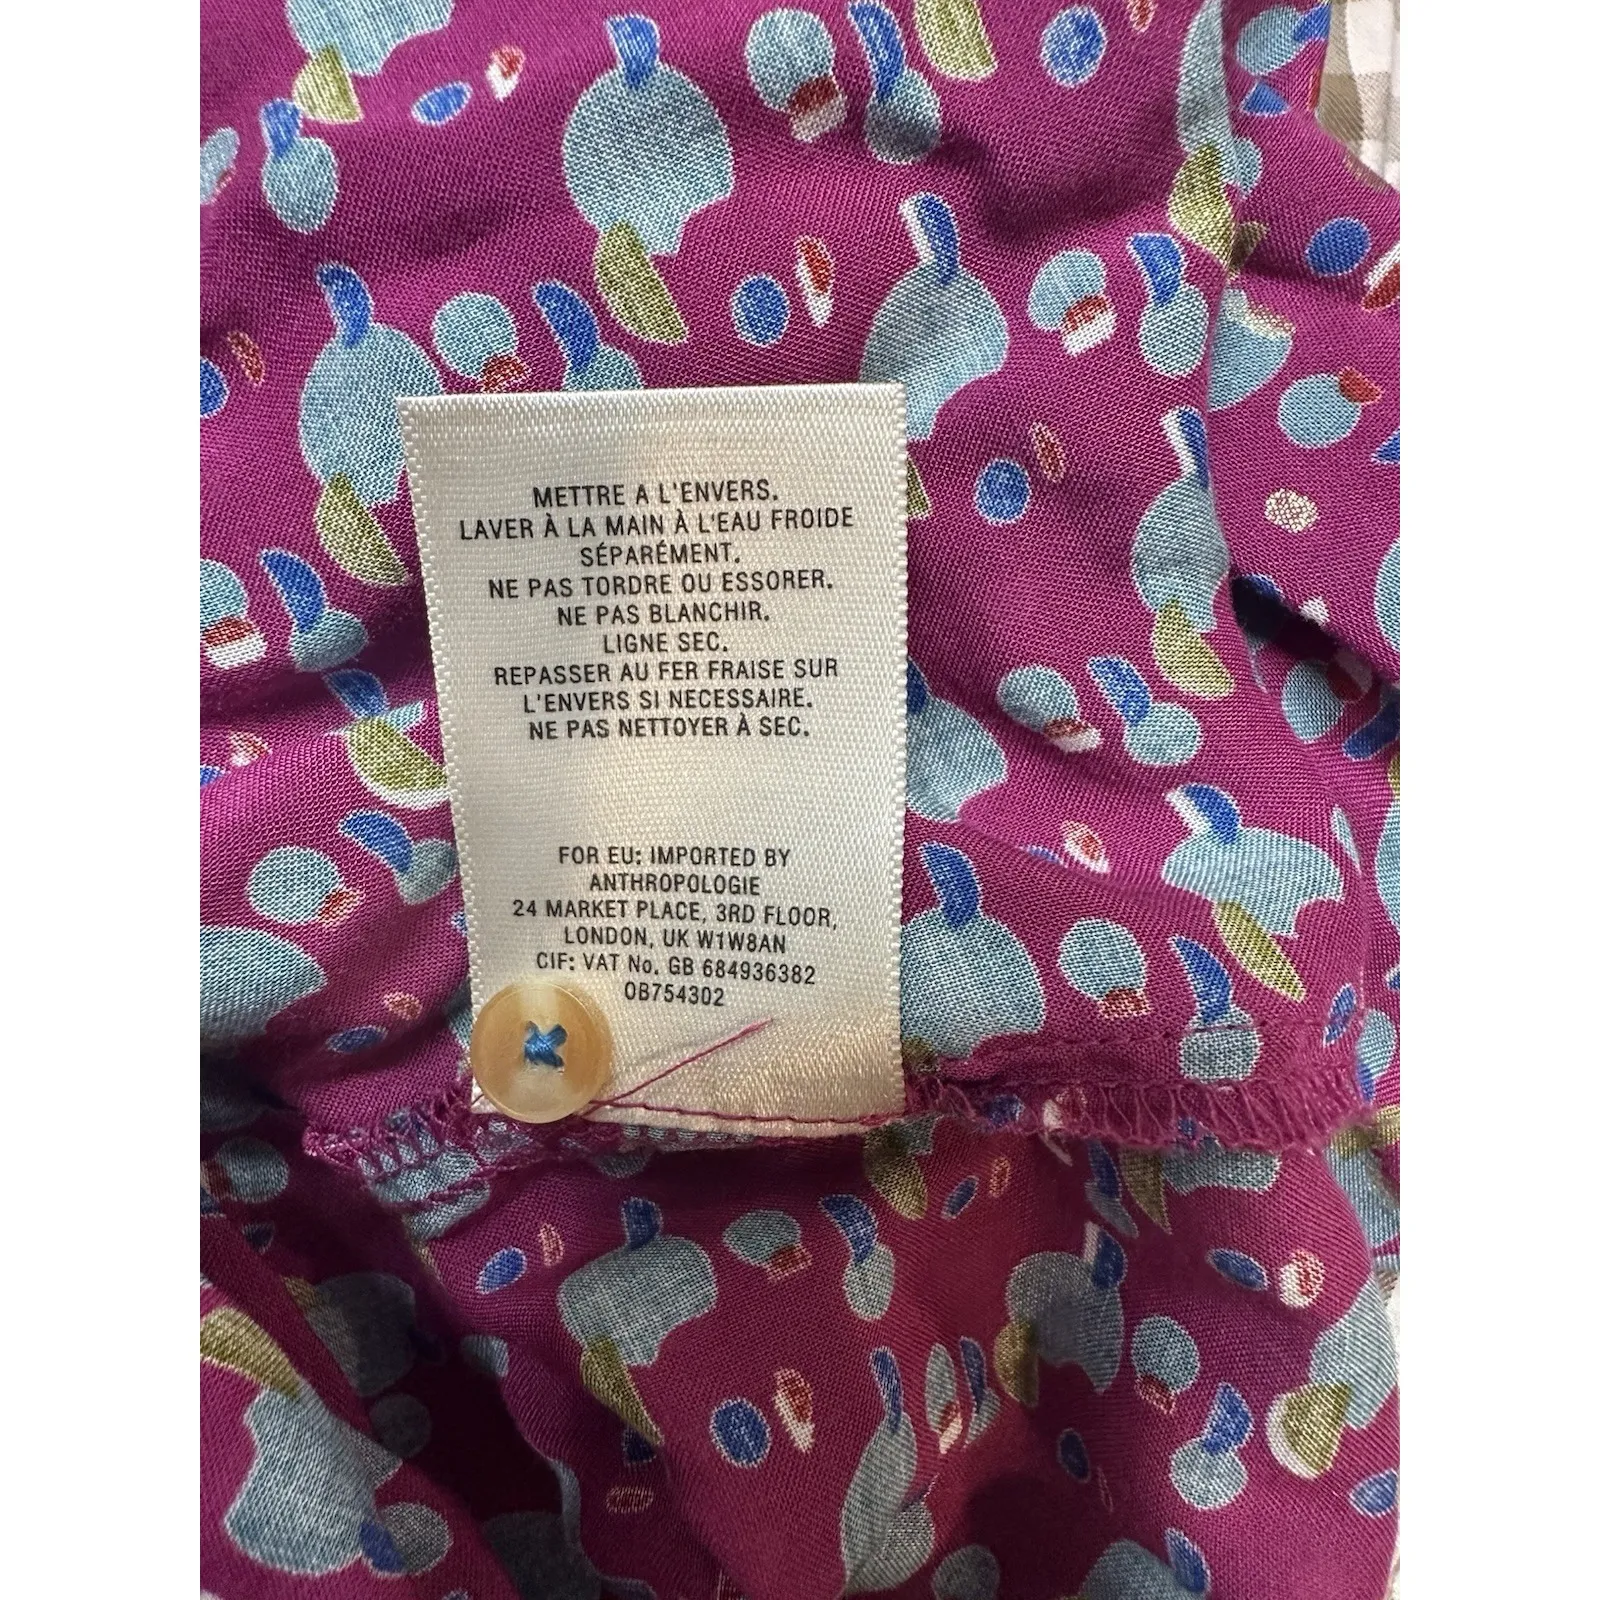 METTRE A L'ENVERS.
LAVER À LA MAIN À L'EAU FROIDE
SÉPARÉMENT.
NE PAS TORDRE OU ESSORER.
NE PAS BLANCHIR.
LIGNE SEC.
REPASSER AU FER FRAISE SUR
L'ENVERS SI NECESSAIRE.
NE PAS NETTOYER À SEC.
FOR EU: IMPORTED BY
ANTHROPOLOGIE
24 MARKET PLACE, 3RD FLOOR,
LONDON, UK W1W8AN
CIF: VAT No. GB 684936382
OB754302